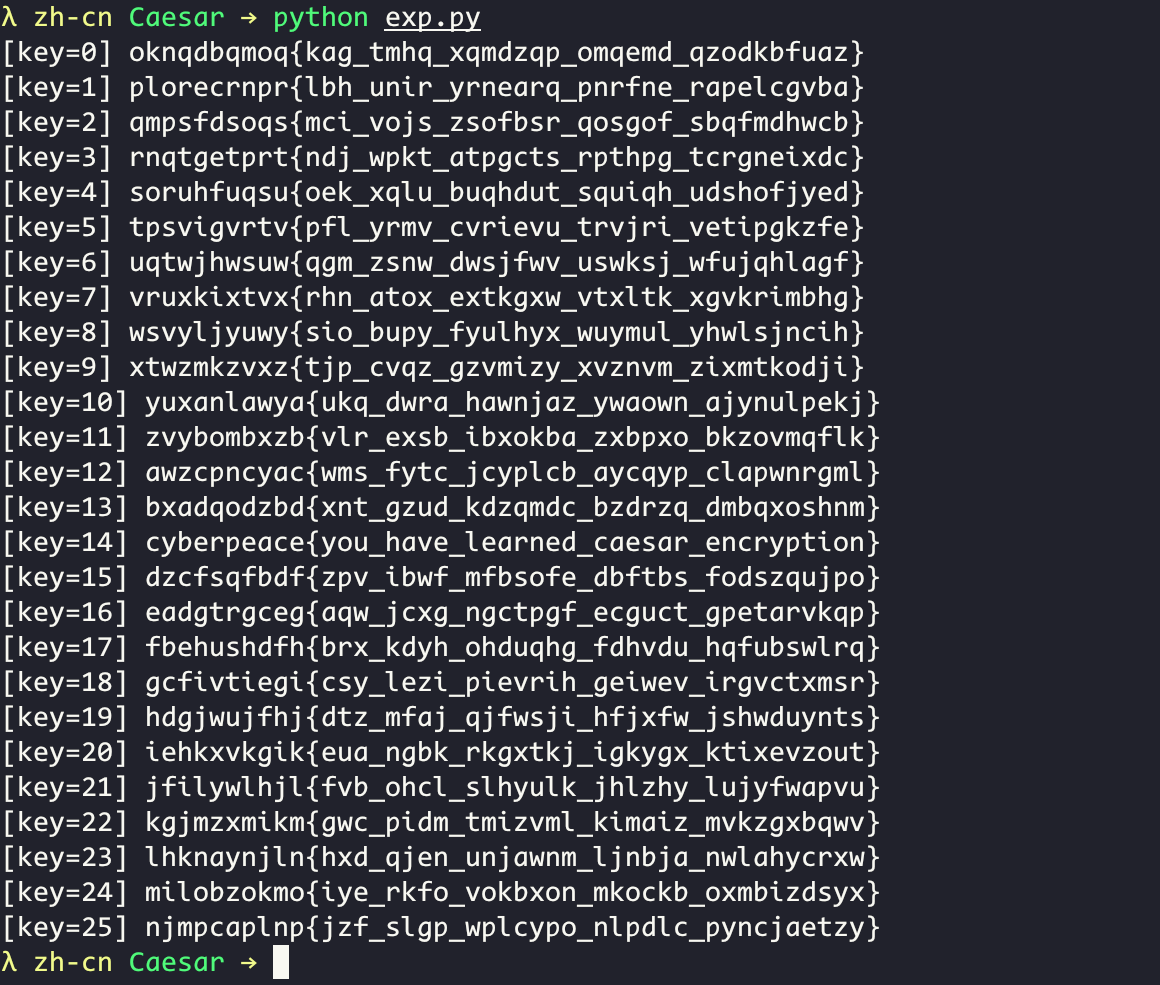 λ zh-cn Caesar → python exp.py
[key=0] oknqdbqmoq{kag_tmhq_xqmdzqp_omqemd_qzodkbfuaz}
[key=1] plorecrnpr{lbh_unir_yrnearq_pnrfne_rapelcgvba}
[key=2] qmpsfdsoqs{mci_vojs_zsofbsr_qosgof_sbqfmdhwcb}
[key=3] rnqtgetprt{ndj_wpkt_atpgcts_rpthpg_tcrgneixdc}
[key=4] soruhfuqsu{oek_xqlu_buqhdut_squiqh_udshofjyed}
[key=5] tpsvigvrtv{pfl_yrmv_cvrievu_trvjri_vetipgkzfe}
[key=6] uqtwjhwsuw{qgm_zsnw_dwsjfwv_uswksj_wfujqhlagf}
[key=7] vruxkixtvx{rhn_atox_extkgxw_vtxltk_xgvkrimbhg}
[key=8] wsvyljyuwy{sio_bupy_fyulhyx_wuymul_yhwlsjncih}
[key=9] xtwzmkzvxz{tjp_cvqz_gzvmizy_xvznvm_zixmtkodji}
[key=10] yuxanlawya{ukq_dwra_hawnjaz_ywaown_ajynulpekj}
[key=11] zvybombxzb{vlr_exsb_ibxokba_zxbpxo_bkzovmqflk}
[key=12] awzcpncyac{wms_fytc_jcyplcb_aycqyp_clapwnrgml}
[key=13] bxadqodzbd{xnt_gzud_kdzqmdc_bzdrzq_dmbqxoshnm}
[key=14] cyberpeace{you_have_learned_caesar_encryption}
[key=15] dzcfsqfbdf{zpv_ibwf_mfbsofe_dbftbs_fodszqujpo}
[key=16] eadgtrgceg{aqw_jcxg_ngctpgf_ecguct_gpetarvkqp}
[key=17] fbehushdfh{brx_kdyh_ohduqhg_fdhvdu_hqfubswlrq}
[key=18] gcfivtiegi{csy_lezi_pievrih_geiwev_irgvctxmsr}
[key=19] hdgjwujfhj{dtz_mfaj_qjfwsji_hfjxfw_jshwduynts}
[key=20] iehkxvkgik{eua_ngbk_rkgxtkj_igkygx_ktixevzout}
[key=21] jfilywlhjl{fvb_ohcl_slhyulk_jhlzhy_lujyfwapvu}
[key=22] kgjmzxmikm{gwc_pidm_tmizvml_kimaiz_mvkzgxbqwv}
[key=23] lhknaynjln{hxd_qjen_unjawnm_ljnbja_nwlahycrxw}
[key=24] milobzokmo{iye_rkfo_vokbxon_mkockb_oxmbizdsyx}
[key=25] njmpcaplnp{jzf_slgp_wplcypo_nlpdlc_pyncjaetzy}
λ zh-cn Caesar →